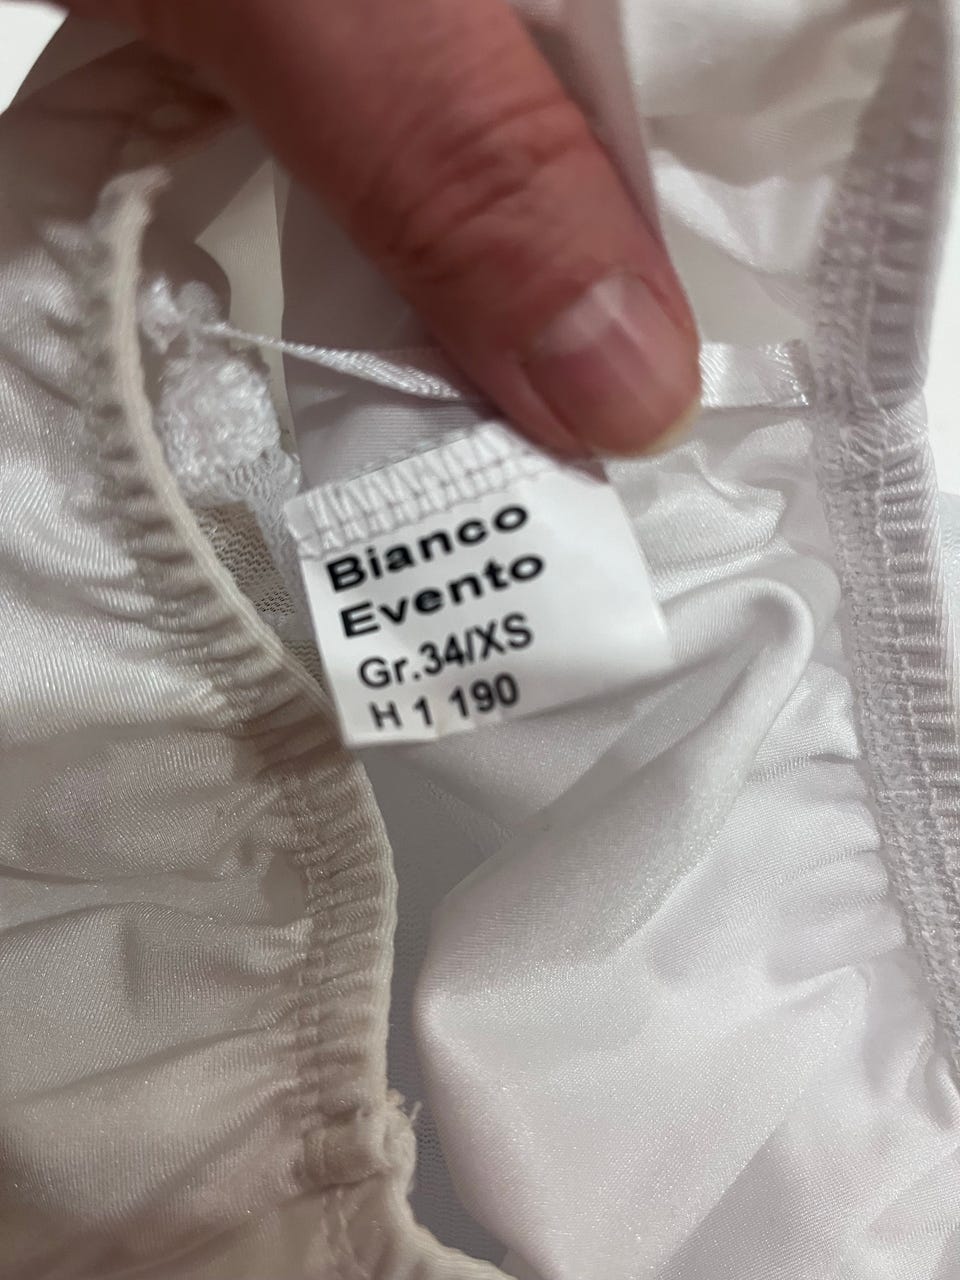 Bianco
Evento
Gr.34/XS
H 1 190